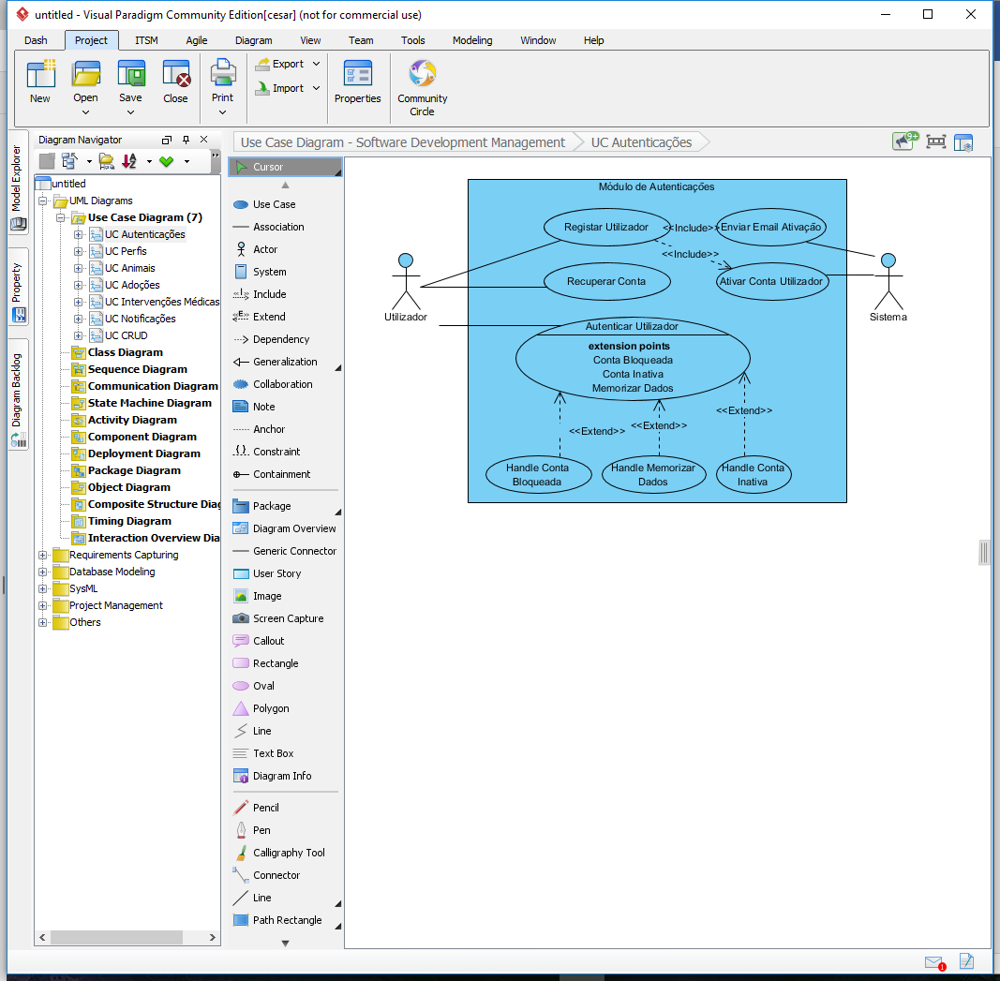 untitled - Visual Paradigm Community Edition[cesar] (not for commercial use)
Dash Project ITSM Agile Diagram View Team Tools Modeling Window Help
New Open Save Close Print Export Import Properties Community Circle
Model Explorer
Property
Diagram Backlog
Diagram Navigator
untitled
UML Diagrams
Use Case Diagram (7)
UC Autenticações
UC Perfis
UC Animais
UC Adoções
UC Intervenções Médicas
UC Notificações
UC CRUD
Class Diagram
Sequence Diagram
Communication Diagram
State Machine Diagram
Activity Diagram
Component Diagram
Deployment Diagram
Package Diagram
Object Diagram
Composite Structure Diag
Timing Diagram
Interaction Overview Dia
Requirements Capturing
Database Modeling
SysML
Project Management
Others
Cursor
Use Case
Association
Actor
System
Include
Extend
Dependency
Generalization
Collaboration
Note
Anchor
Constraint
Containment
Package
Diagram Overview
Generic Connector
User Story
Image
Screen Capture
Callout
Rectangle
Oval
Polygon
Line
Text Box
Diagram Info
Pencil
Pen
Calligraphy Tool
Connector
Line
Path Rectangle
Use Case Diagram - Software Development Management UC Autenticações
9+
Módulo de Autenticações
Registar Utilizador <<Include>> Enviar Email Ativação
<<Include>>
Recuperar Conta Ativar Conta Utilizador
Utilizador Sistema
Autenticar Utilizador
extension points
Conta Bloqueada
Conta Inativa
Memorizar Dados
<<Extend>>
<<Extend>>
<<Extend>>
Handle Conta
Bloqueada
Handle Memorizar
Dados
Handle Conta
Inativa